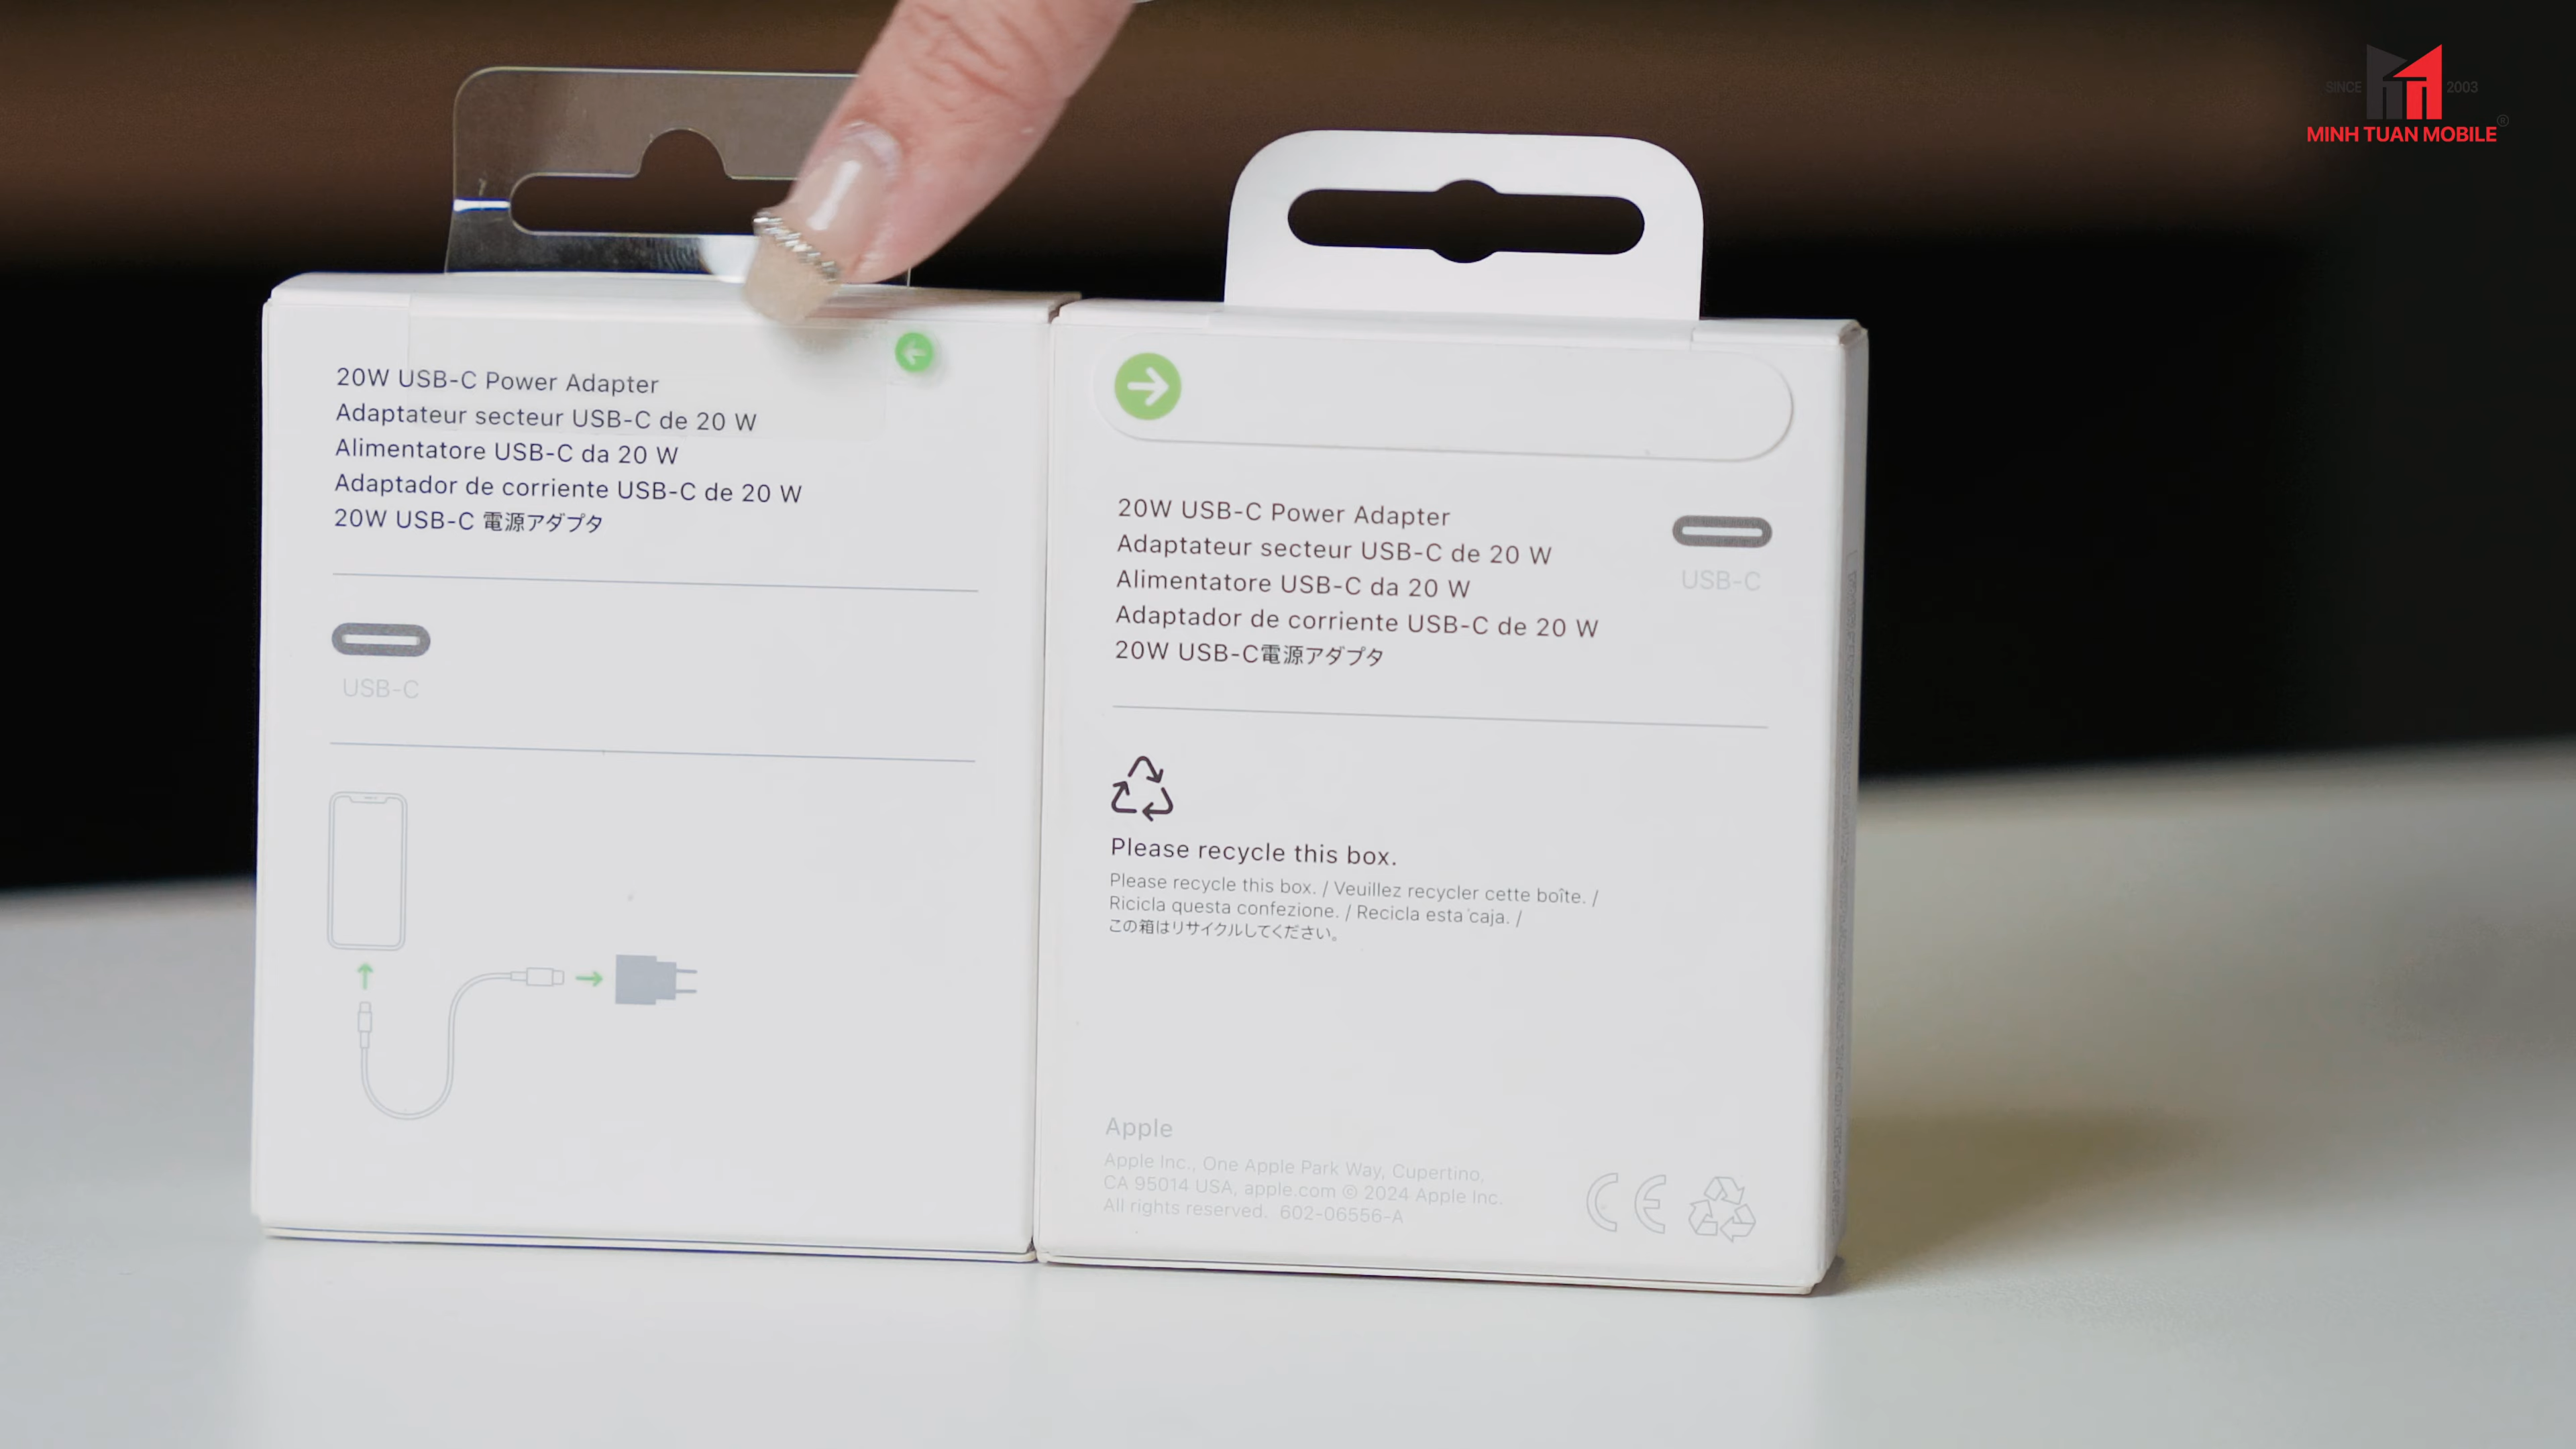 SINCE 2003
MINH TUAN MOBILE®
20W USB-C Power Adapter
Adaptateur secteur USB-C de 20 W
Alimentatore USB-C da 20 W
Adaptador de corriente USB-C de 20 W
20W USB-C 電源アダプタ
USB-C
20W USB-C Power Adapter
Adaptateur secteur USB-C de 20 W
Alimentatore USB-C da 20 W
Adaptador de corriente USB-C de 20 W
20W USB-C電源アダプタ
USB-C
Please recycle this box.
Please recycle this box. / Veuillez recycler cette boîte. /
Ricicla questa confezione. / Recicla esta caja. /
この箱はリサイクルしてください。
Apple
Apple Inc., One Apple Park Way, Cupertino,
CA 95014 USA, apple.com © 2024 Apple Inc.
All rights reserved. 602-06556-A
CE